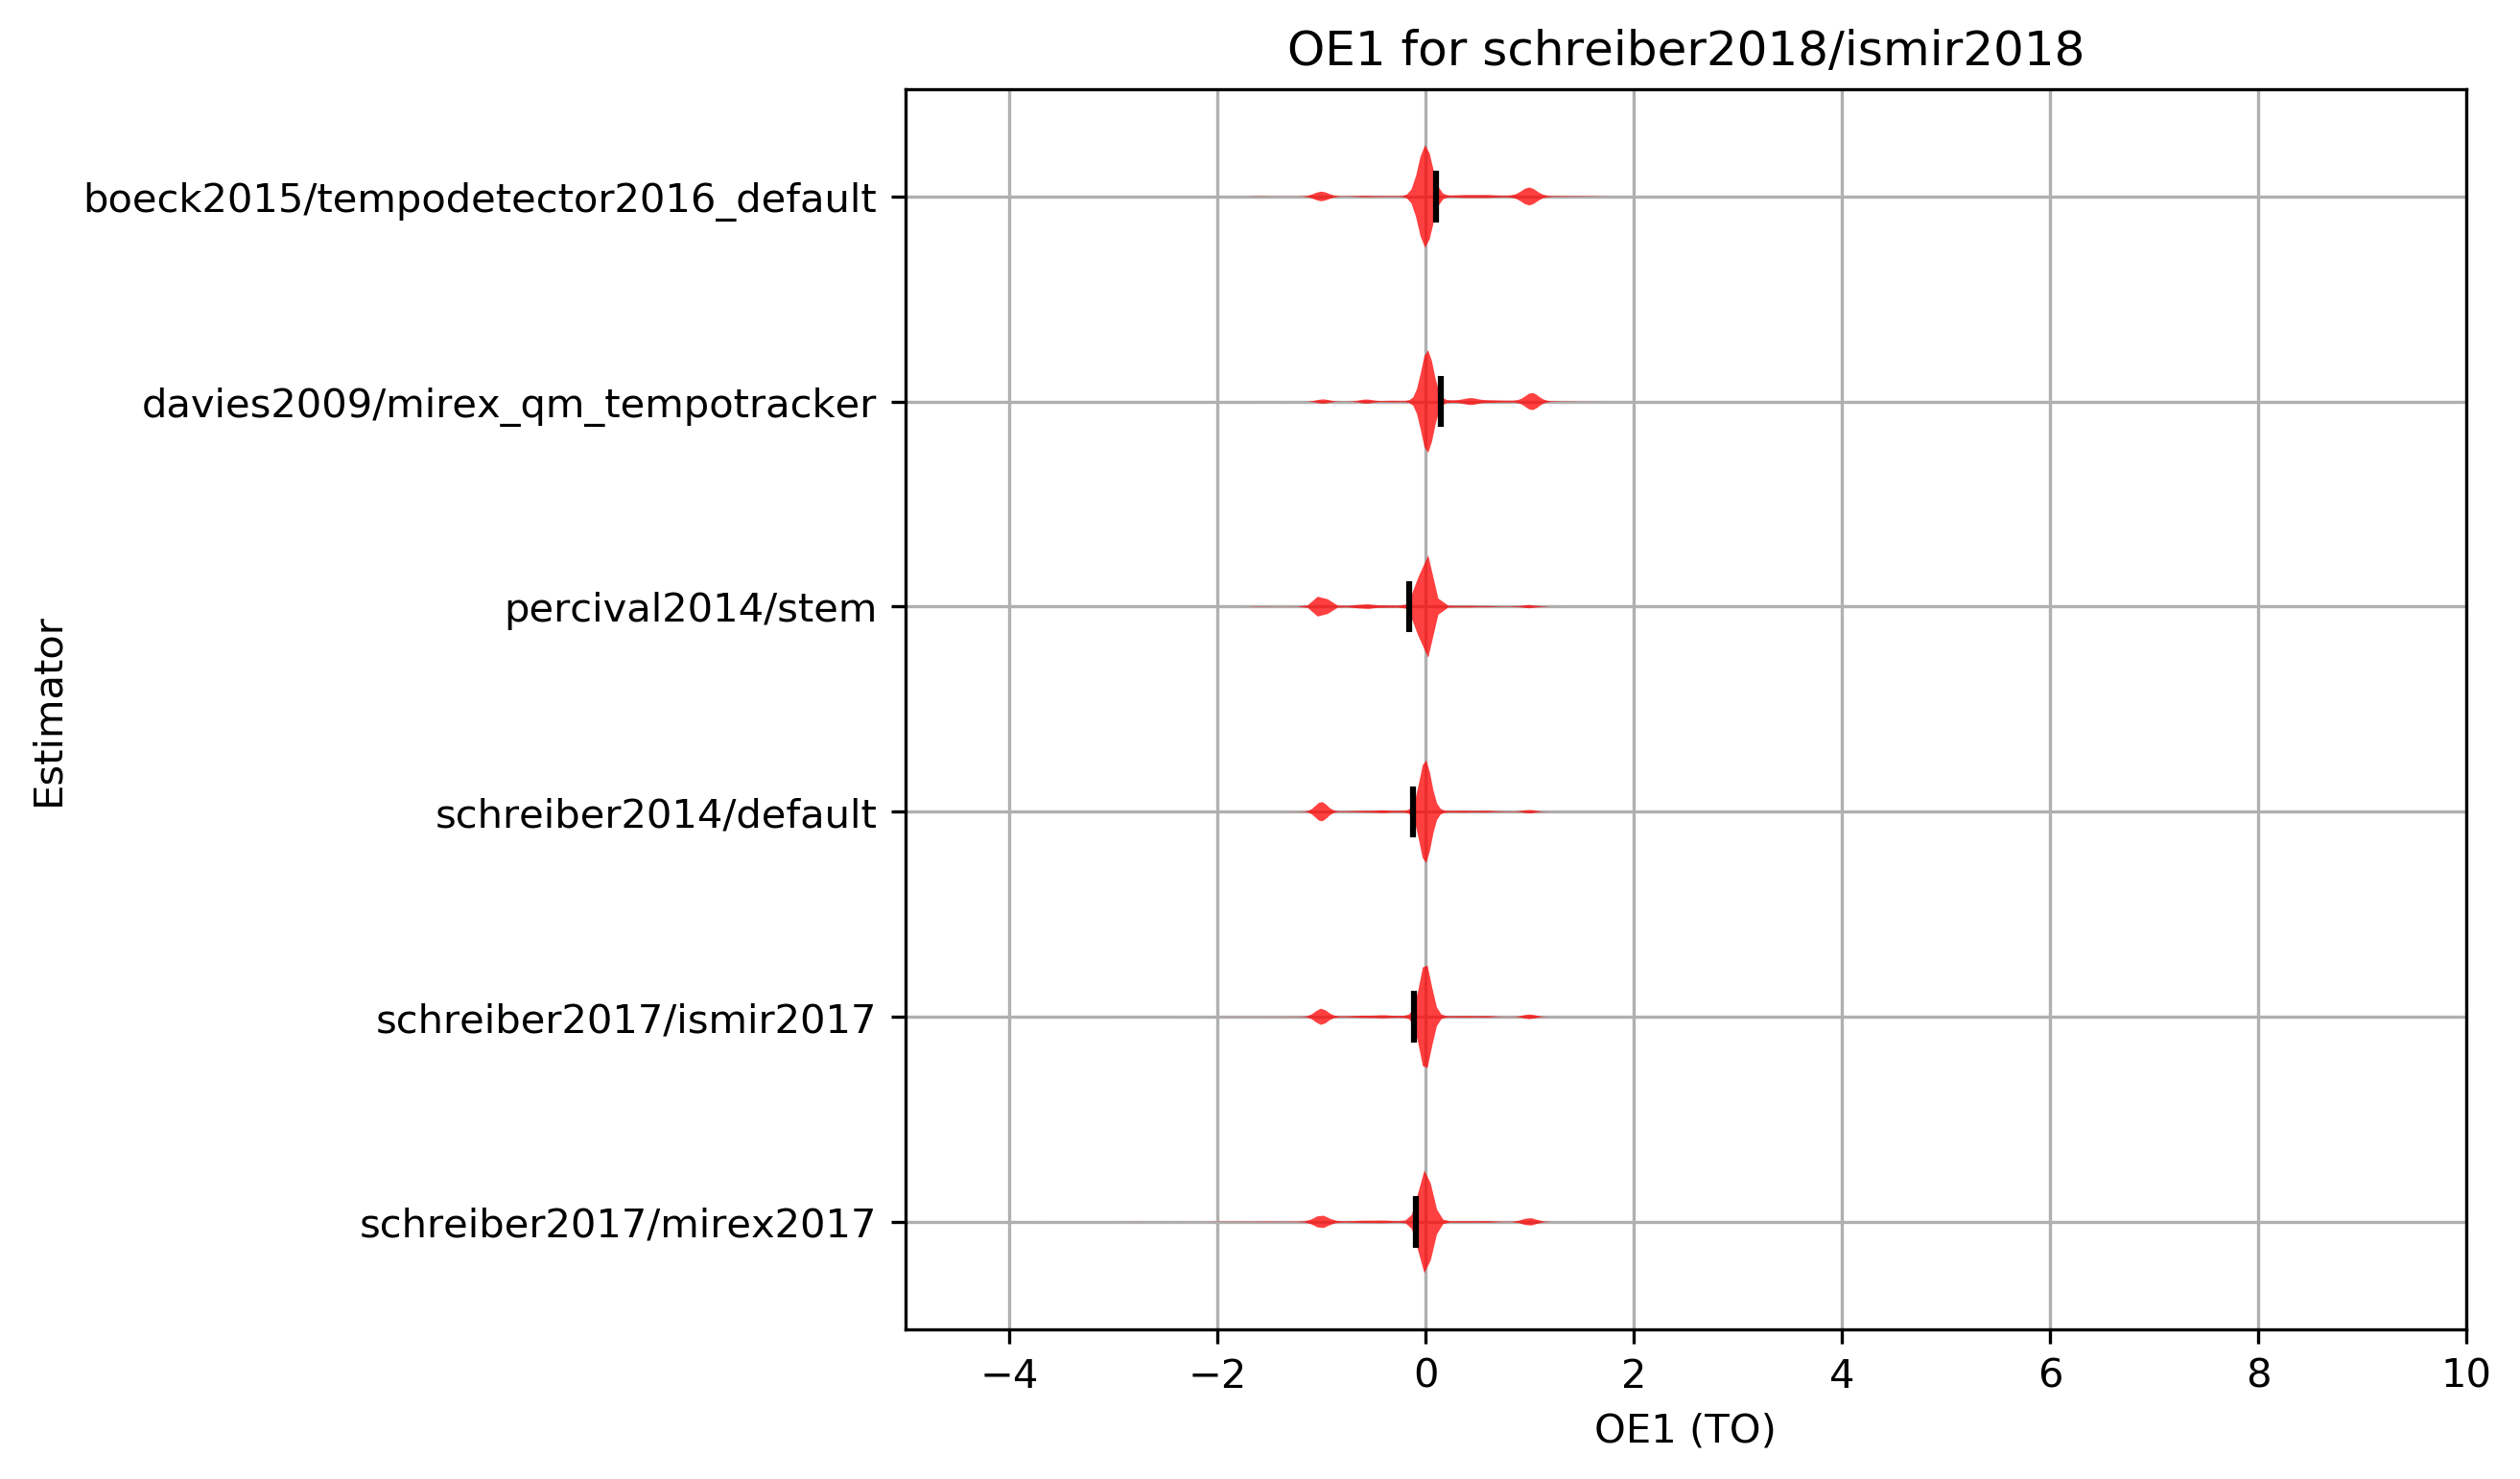 OE1 for schreiber2018/ismir2018
boeck2015/tempodetector2016_default
davies2009/mirex_qm_tempotracker
percival2014/stem
schreiber2014/default
schreiber2017/ismir2017
schreiber2017/mirex2017
Estimator
−4 −2 0 2 4 6 8 10
OE1 (TO)